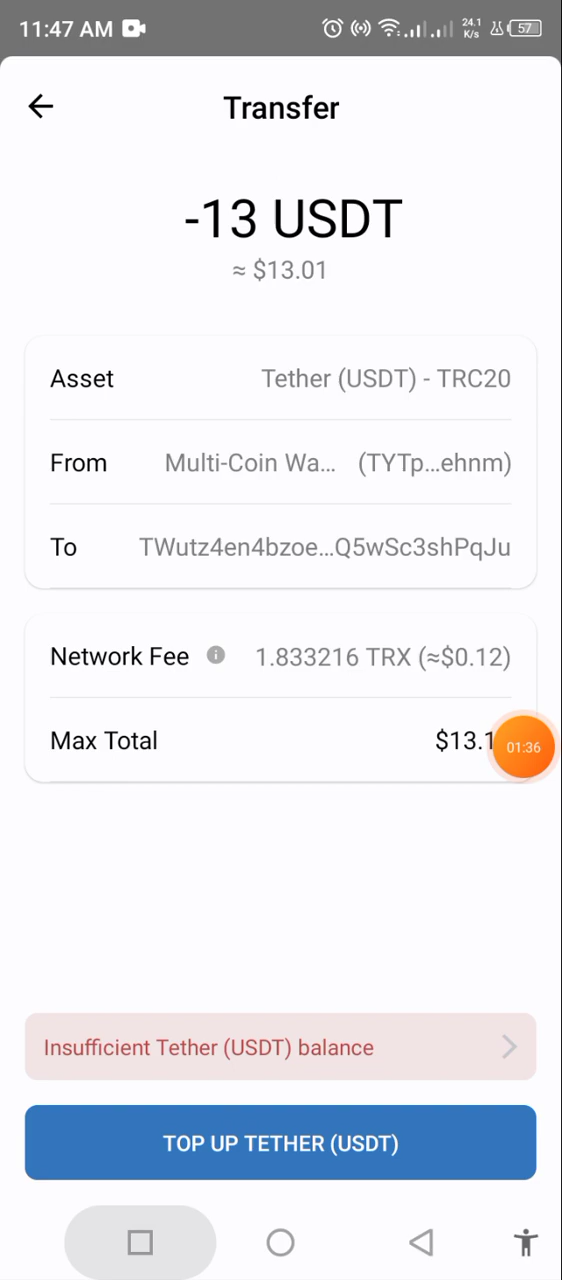 11:47 AM 24.1 K/s 57
Transfer
-13 USDT
≈ $13.01
Asset Tether (USDT) - TRC20
From Multi-Coin Wa... (TYTp...ehnm)
To TWutz4en4bzoe...Q5wSc3shPqJu
Network Fee 1.833216 TRX (≈$0.12)
Max Total $13.1
01:36
Insufficient Tether (USDT) balance
TOP UP TETHER (USDT)